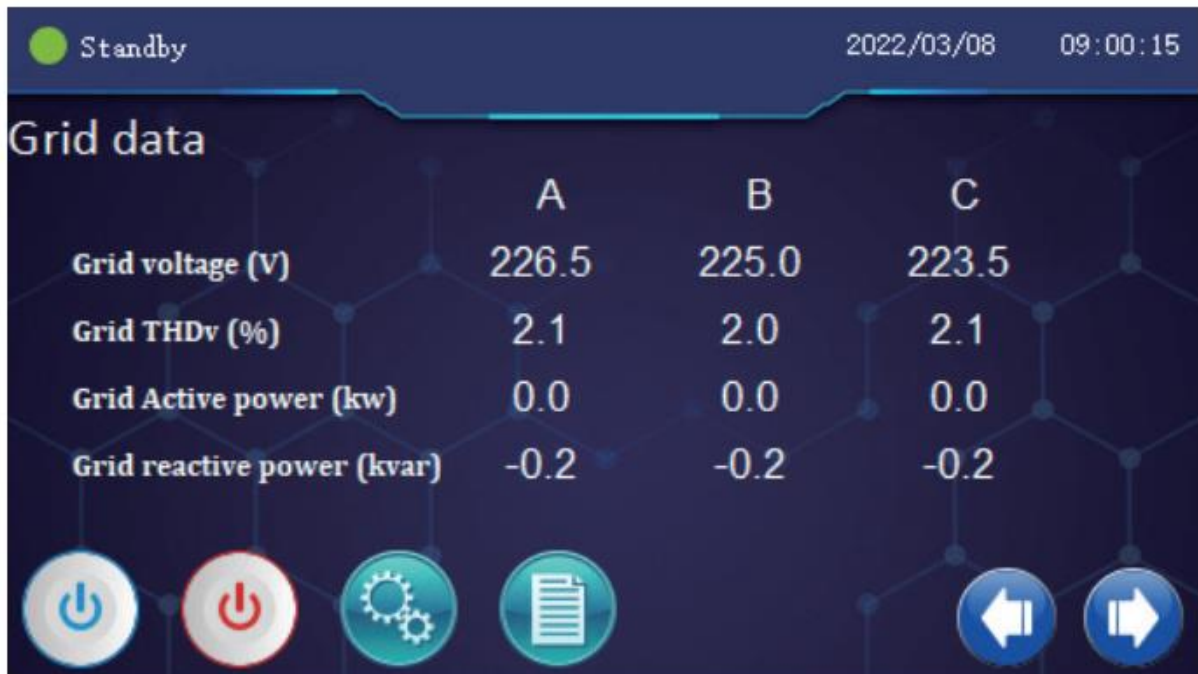 Standby 2022/03/08 09:00:15
Grid data
A B C
Grid voltage (V) 226.5 225.0 223.5
Grid THDv (%) 2.1 2.0 2.1
Grid Active power (kw) 0.0 0.0 0.0
Grid reactive power (kvar) -0.2 -0.2 -0.2